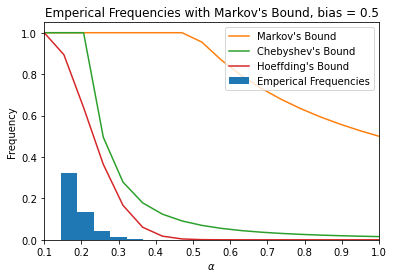 Emperical Frequencies with Markov's Bound, bias = 0.5
Markov's Bound
Chebyshev's Bound
Hoeffding's Bound
Emperical Frequencies
Frequency
1.0
0.8
0.6
0.4
0.2
0.0
0.1 0.2 0.3 0.4 0.5 0.6 0.7 0.8 0.9 1.0
α